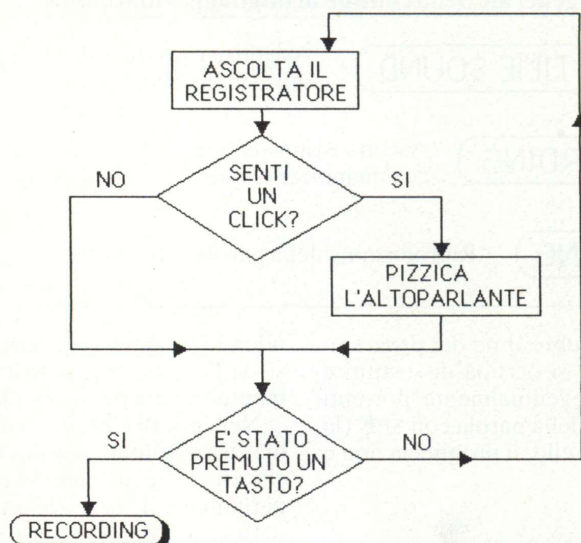 ASCOLTA IL
REGISTRATORE
NO
SENTI
UN
CLICK?
SI
PIZZICA
L'ALTOPARLANTE
SI
E' STATO
PREMUTO UN
TASTO?
NO
RECORDING